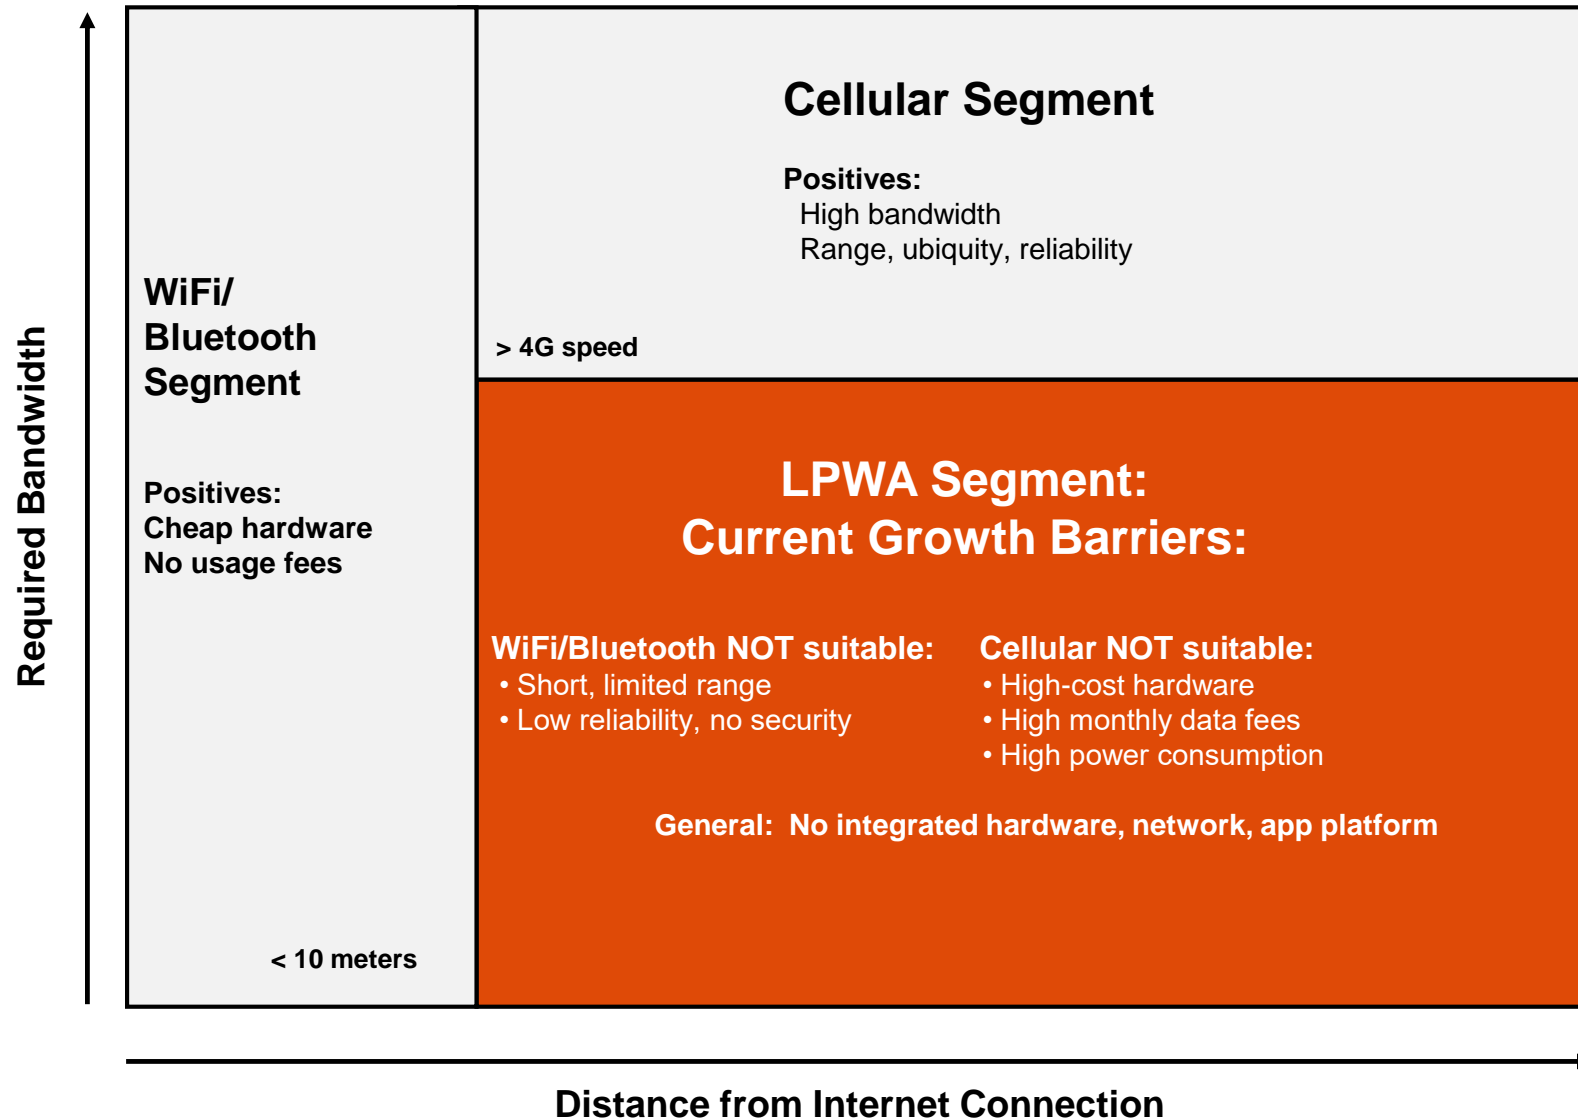 Required Bandwidth
WiFi/
Bluetooth
Segment
Positives:
Cheap hardware
No usage fees
< 10 meters
Cellular Segment
Positives:
High bandwidth
Range, ubiquity, reliability
> 4G speed
LPWA Segment:
Current Growth Barriers:
WiFi/Bluetooth NOT suitable:
• Short, limited range
• Low reliability, no security
Cellular NOT suitable:
• High-cost hardware
• High monthly data fees
• High power consumption
General: No integrated hardware, network, app platform
Distance from Internet Connection